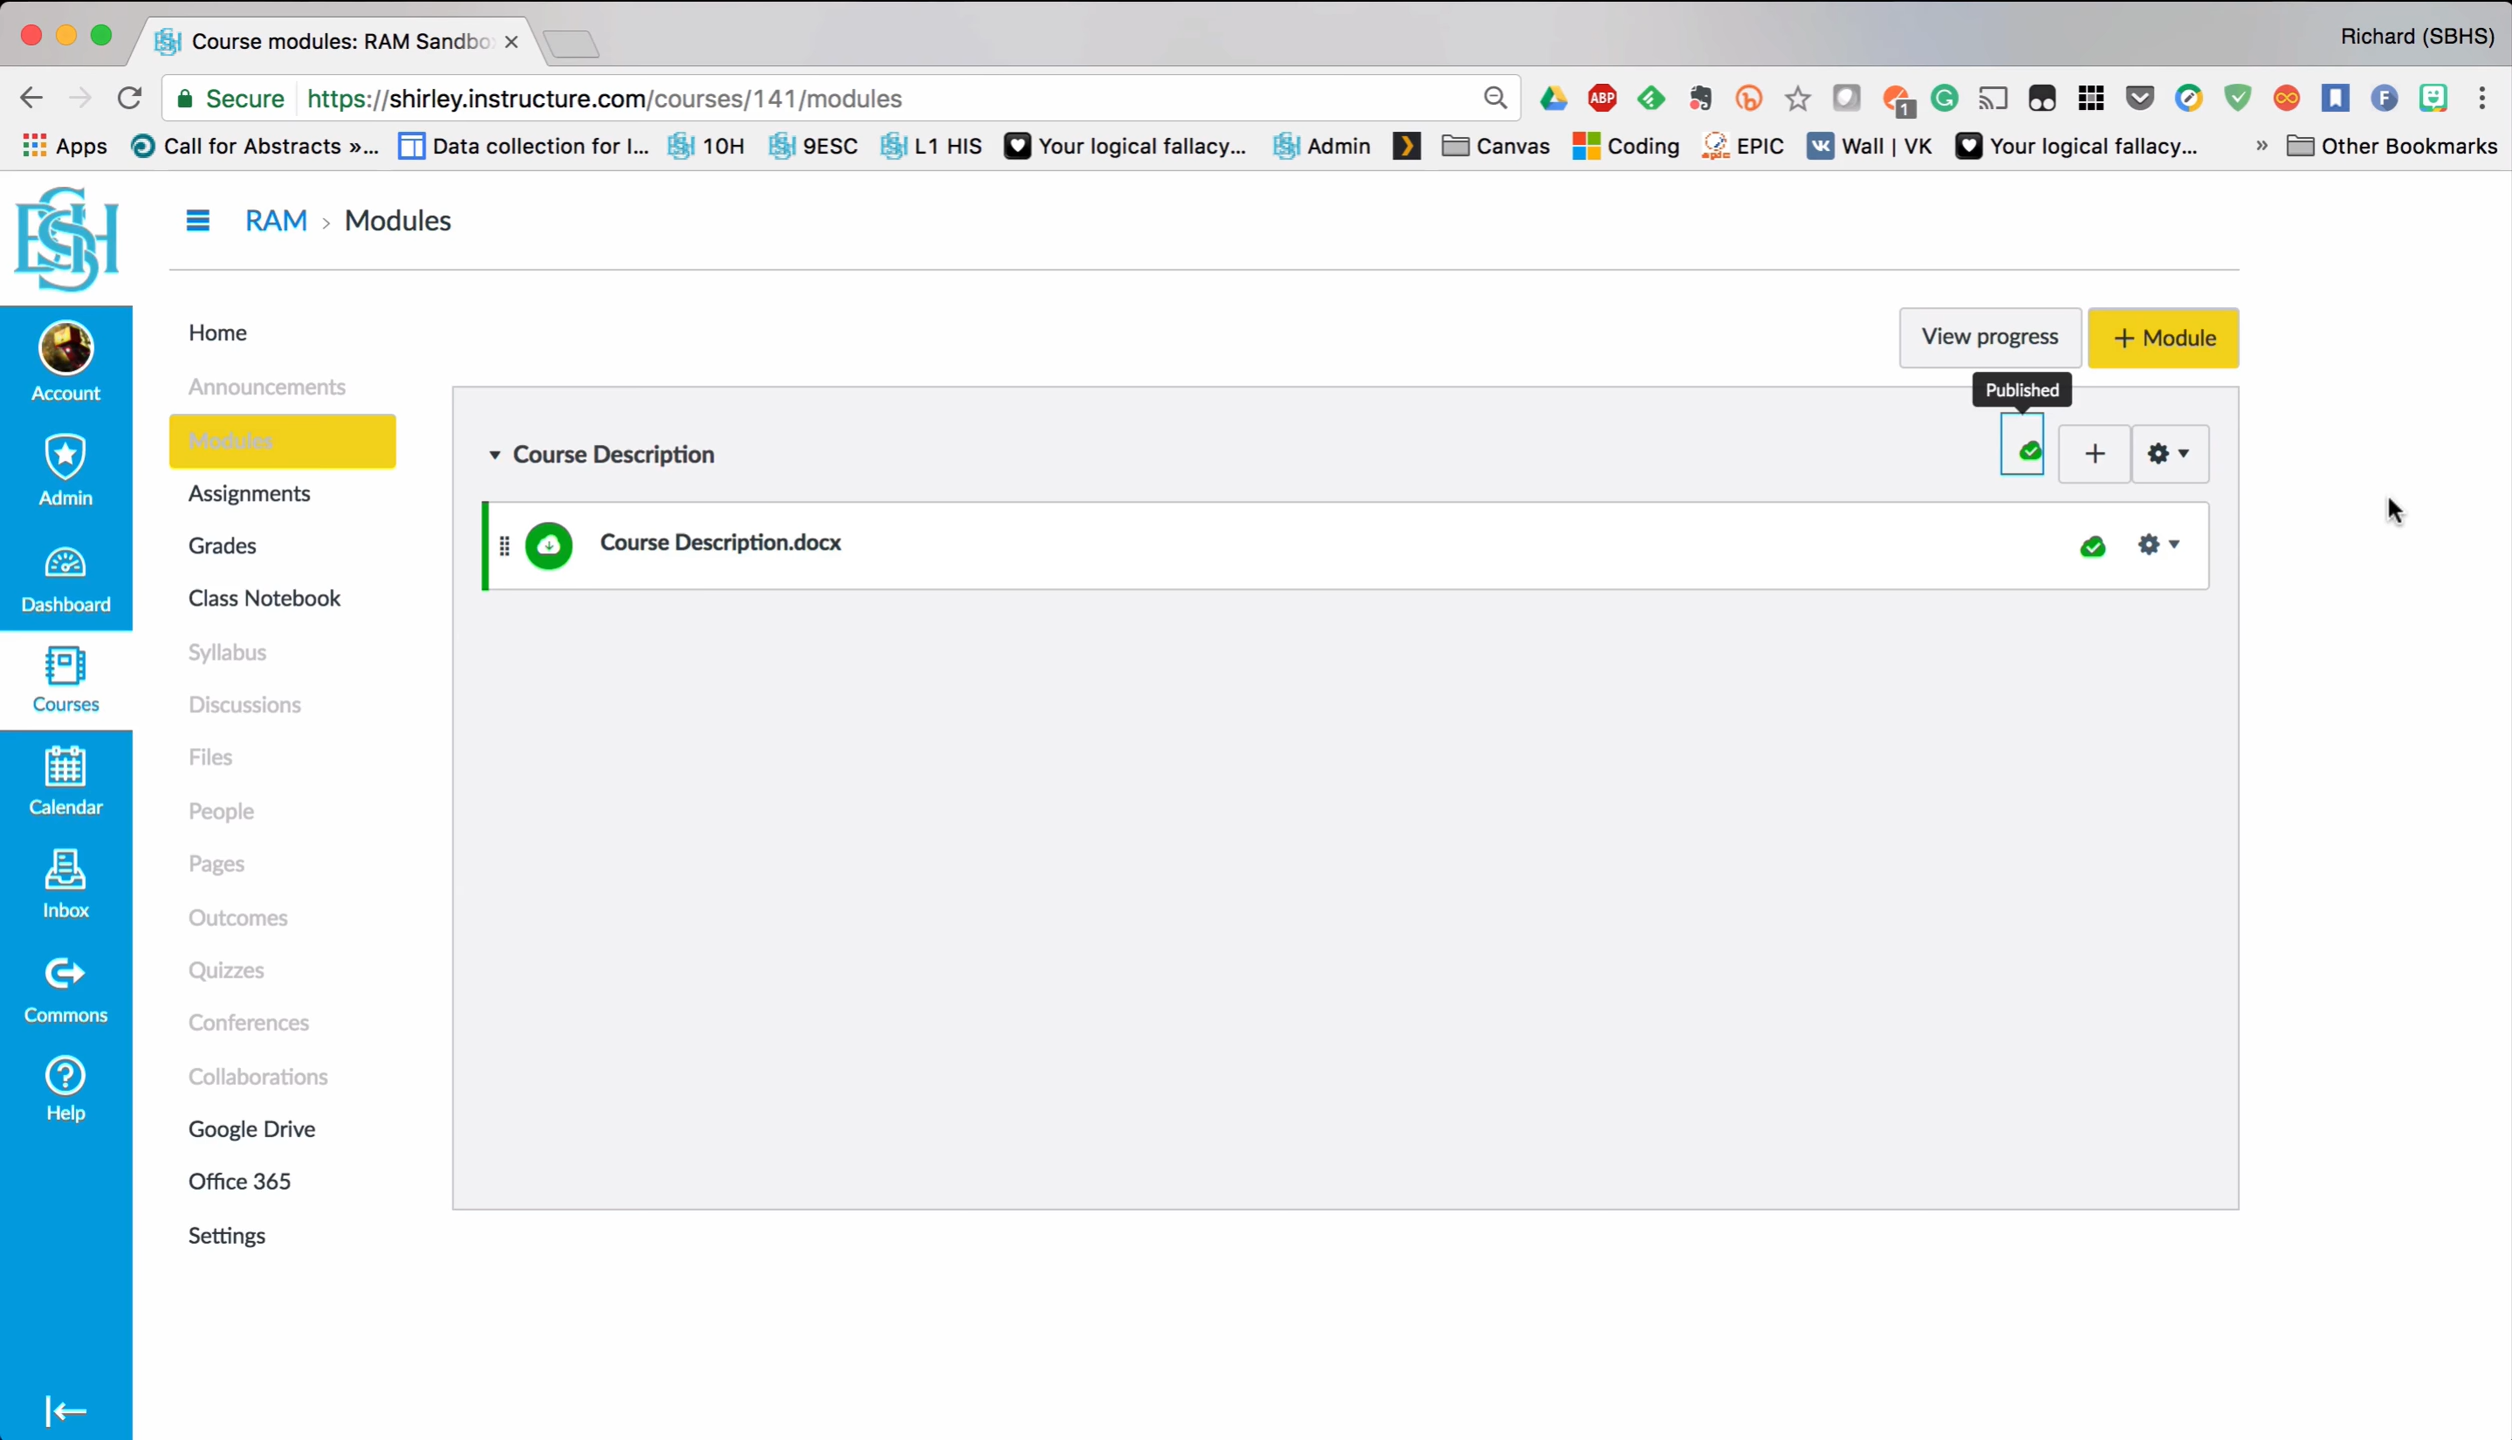 Course modules: RAM Sandbo
Richard (SBHS)
Secure https://shirley.instructure.com/courses/141/modules
ABP
1
F
Apps
Call for Abstracts »...
Data collection for I...
10H
9ESC
L1 HIS
Your logical fallacy...
Admin
Canvas
Coding
EPIC
Wall | VK
Your logical fallacy...
»
Other Bookmarks
RAM > Modules
Account
Admin
Dashboard
Courses
Calendar
Inbox
Commons
Help
Home
Announcements
Modules
Assignments
Grades
Class Notebook
Syllabus
Discussions
Files
People
Pages
Outcomes
Quizzes
Conferences
Collaborations
Google Drive
Office 365
Settings
View progress
+ Module
Published
Course Description
Course Description.docx